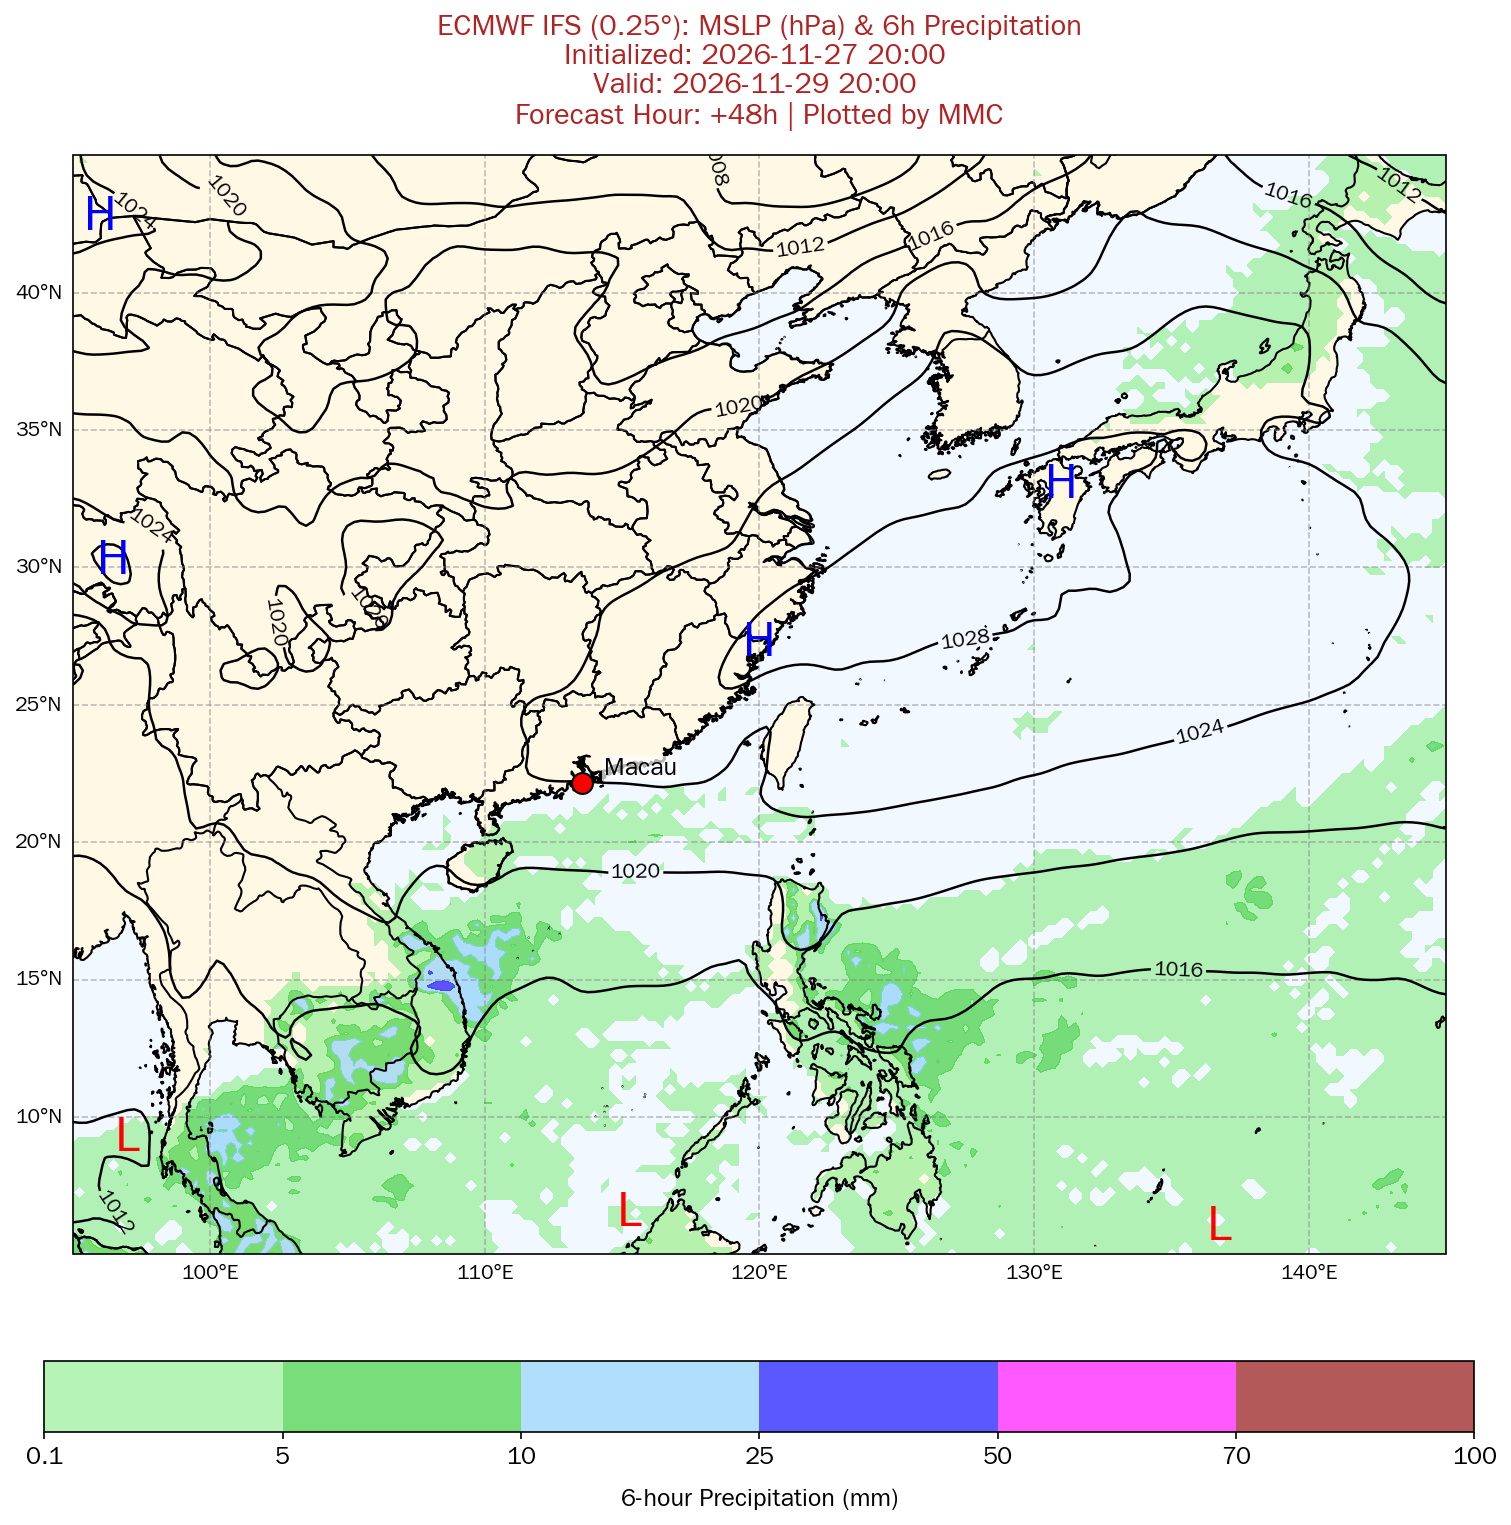 ECMWF IFS (0.25°): MSLP (hPa) & 6h Precipitation
Initialized: 2026-11-27 20:00
Valid: 2026-11-29 20:00
Forecast Hour: +48h | Plotted by MMC
1024
1020
1012
1016
1016
1012
H
40°N
1020
35°N
H
1024
H
30°N
1020
H
1028
25°N
1024
Macau
20°N
1020
15°N
1016
10°N
L
1012
L
L
100°E 110°E 120°E 130°E 140°E
0.1 5 10 25 50 70 100
6-hour Precipitation (mm)